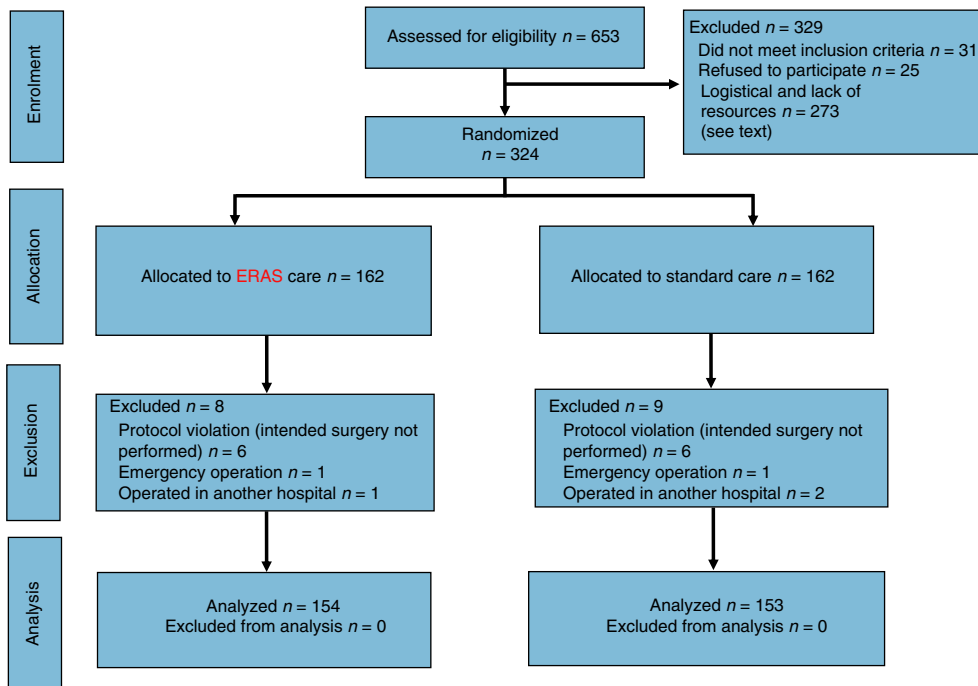 Enrolment
Assessed for eligibility n = 653
Excluded n = 329
Did not meet inclusion criteria n = 31
Refused to participate n = 25
Logistical and lack of
resources n = 273
(see text)
Randomized
n = 324
Allocation
Allocated to ERAS care n = 162
Allocated to standard care n = 162
Exclusion
Excluded n = 8
Protocol violation (intended surgery not
performed) n = 6
Emergency operation n = 1
Operated in another hospital n = 1
Excluded n = 9
Protocol violation (intended surgery not
performed) n = 6
Emergency operation n = 1
Operated in another hospital n = 2
Analysis
Analyzed n = 154
Excluded from analysis n = 0
Analyzed n = 153
Excluded from analysis n = 0